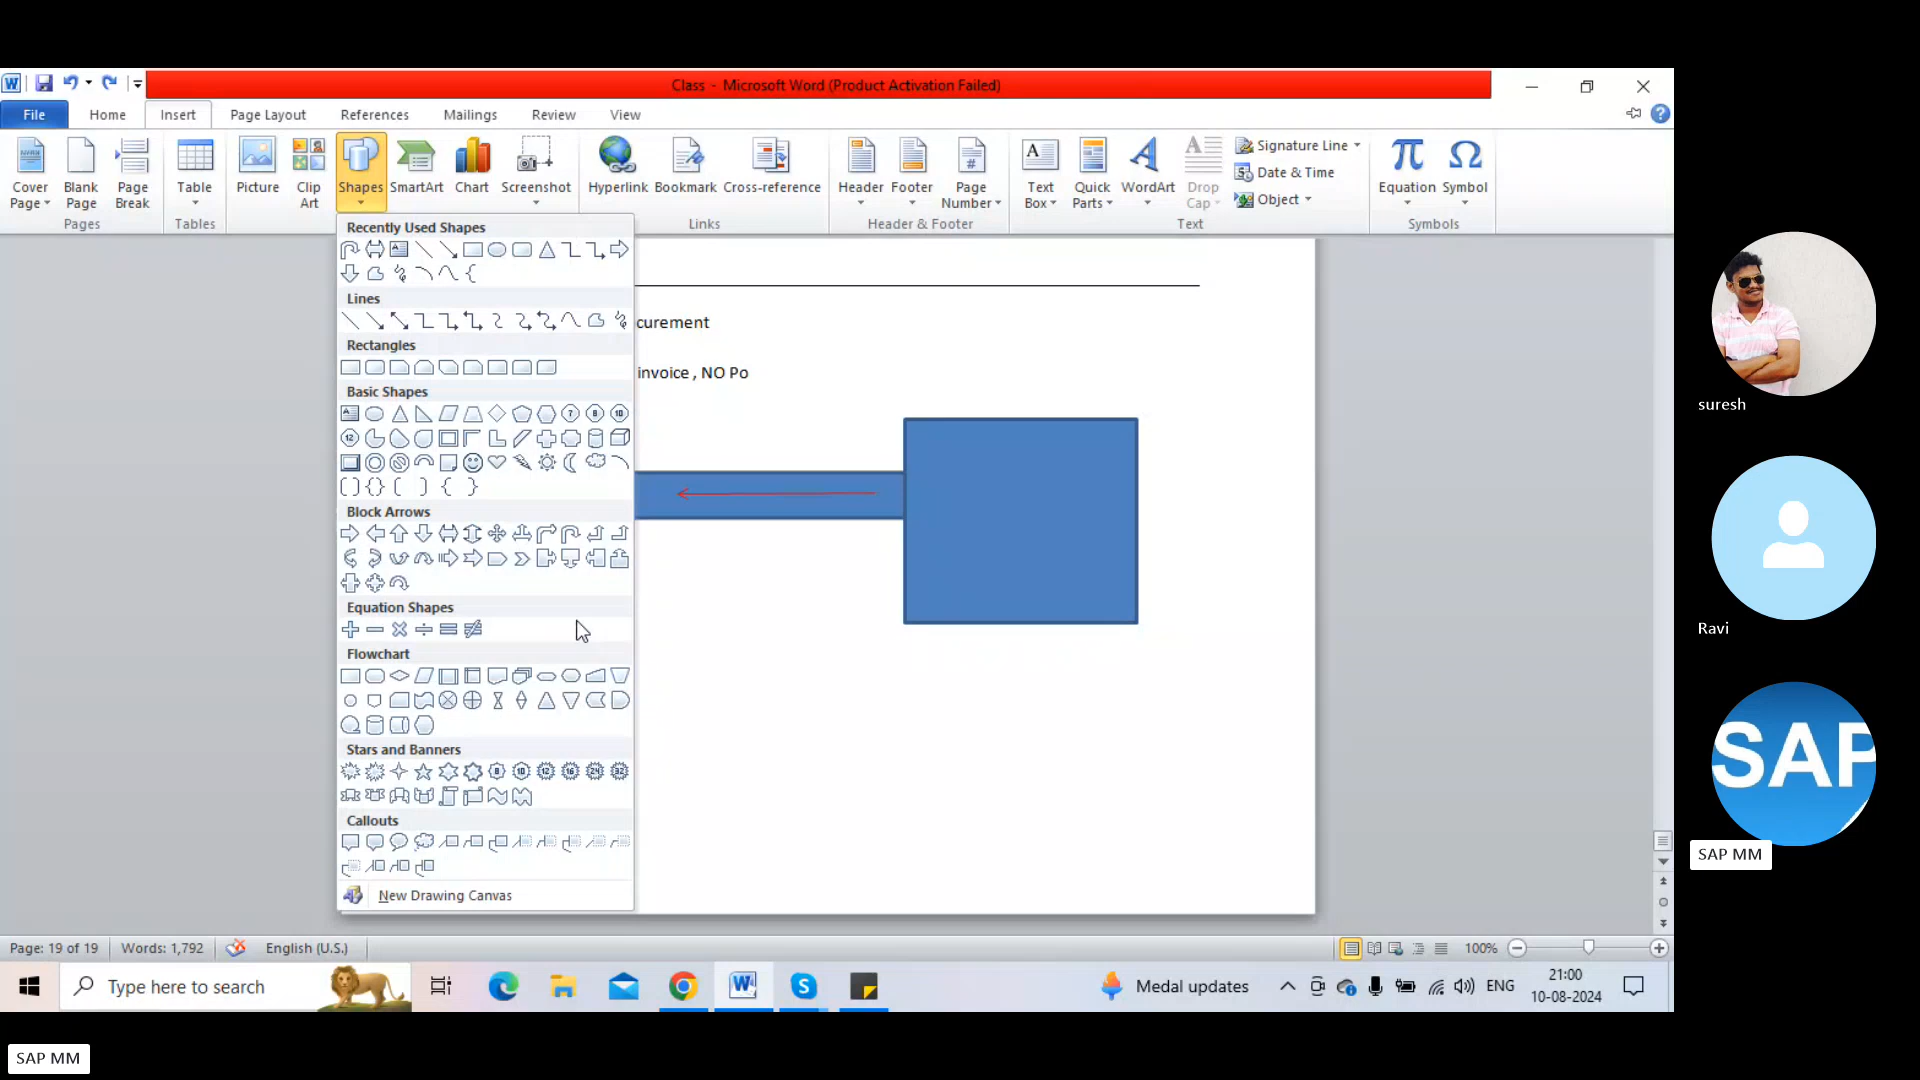 Class - Microsoft Word (Product Activation Failed)
File Home Insert Page Layout References Mailings Review View
Cover Page
Blank Page
Page Break
Pages
Table
Tables
Picture
Clip Art
Shapes
SmartArt
Chart
Screenshot
Hyperlink
Bookmark
Cross-reference
Links
Header
Footer
Page Number
Header & Footer
Text Box
Quick Parts
WordArt
Drop Cap
Signature Line
Date & Time
Object
Text
Equation
Symbol
Symbols
Recently Used Shapes
Lines
Rectangles
Basic Shapes
Block Arrows
Equation Shapes
Flowchart
Stars and Banners
Callouts
New Drawing Canvas
curement
invoice , NO Po
suresh
Ravi
SAP
SAP MM
Page: 19 of 19 Words: 1,792 English (U.S.) 100%
Type here to search
Medal updates
ENG
21:00
10-08-2024
SAP MM